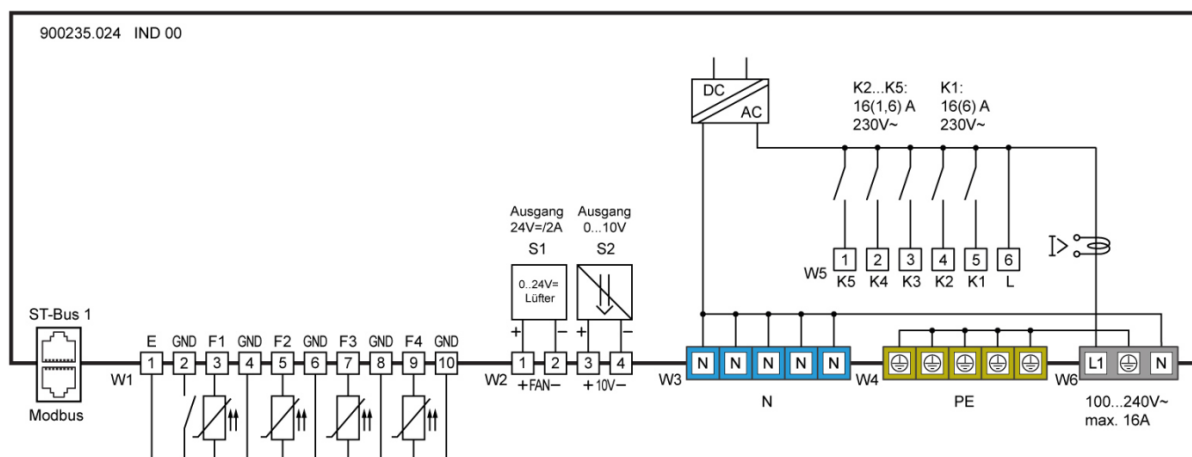 900235.024 IND 00
DC
AC
K2...K5:
16(1,6) A
230V~
K1:
16(6) A
230V~
Ausgang
24V=/2A
S1
Ausgang
0...10V
S2
0..24V=
Lüfter
+ − + −
W5 1 2 3 4 5 6
K5 K4 K3 K2 K1 L
I>
ST-Bus 1
Modbus
E GND F1 GND F2 GND F3 GND F4 GND
W1 1 2 3 4 5 6 7 8 9 10
W2 1 2 3 4
+FAN− +10V−
W3 N N N N N
N
W4
PE
W6 L1 N
100...240V~
max. 16A